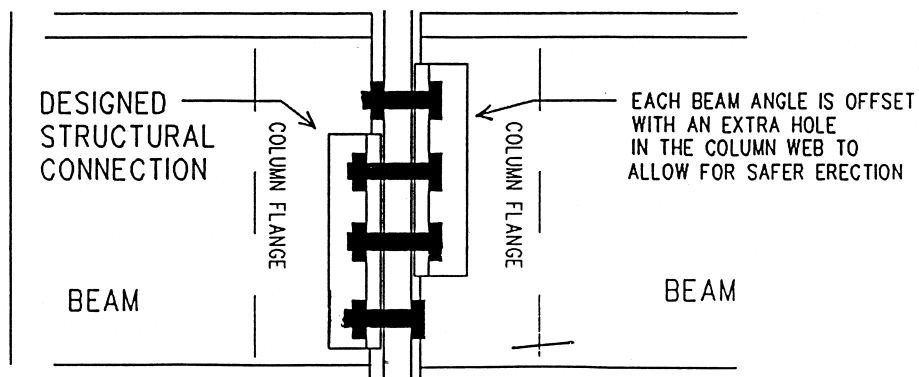 DESIGNED
STRUCTURAL
CONNECTION
BEAM
COLUMN FLANGE
COLUMN FLANGE
EACH BEAM ANGLE IS OFFSET
WITH AN EXTRA HOLE
IN THE COLUMN WEB TO
ALLOW FOR SAFER ERECTION
BEAM